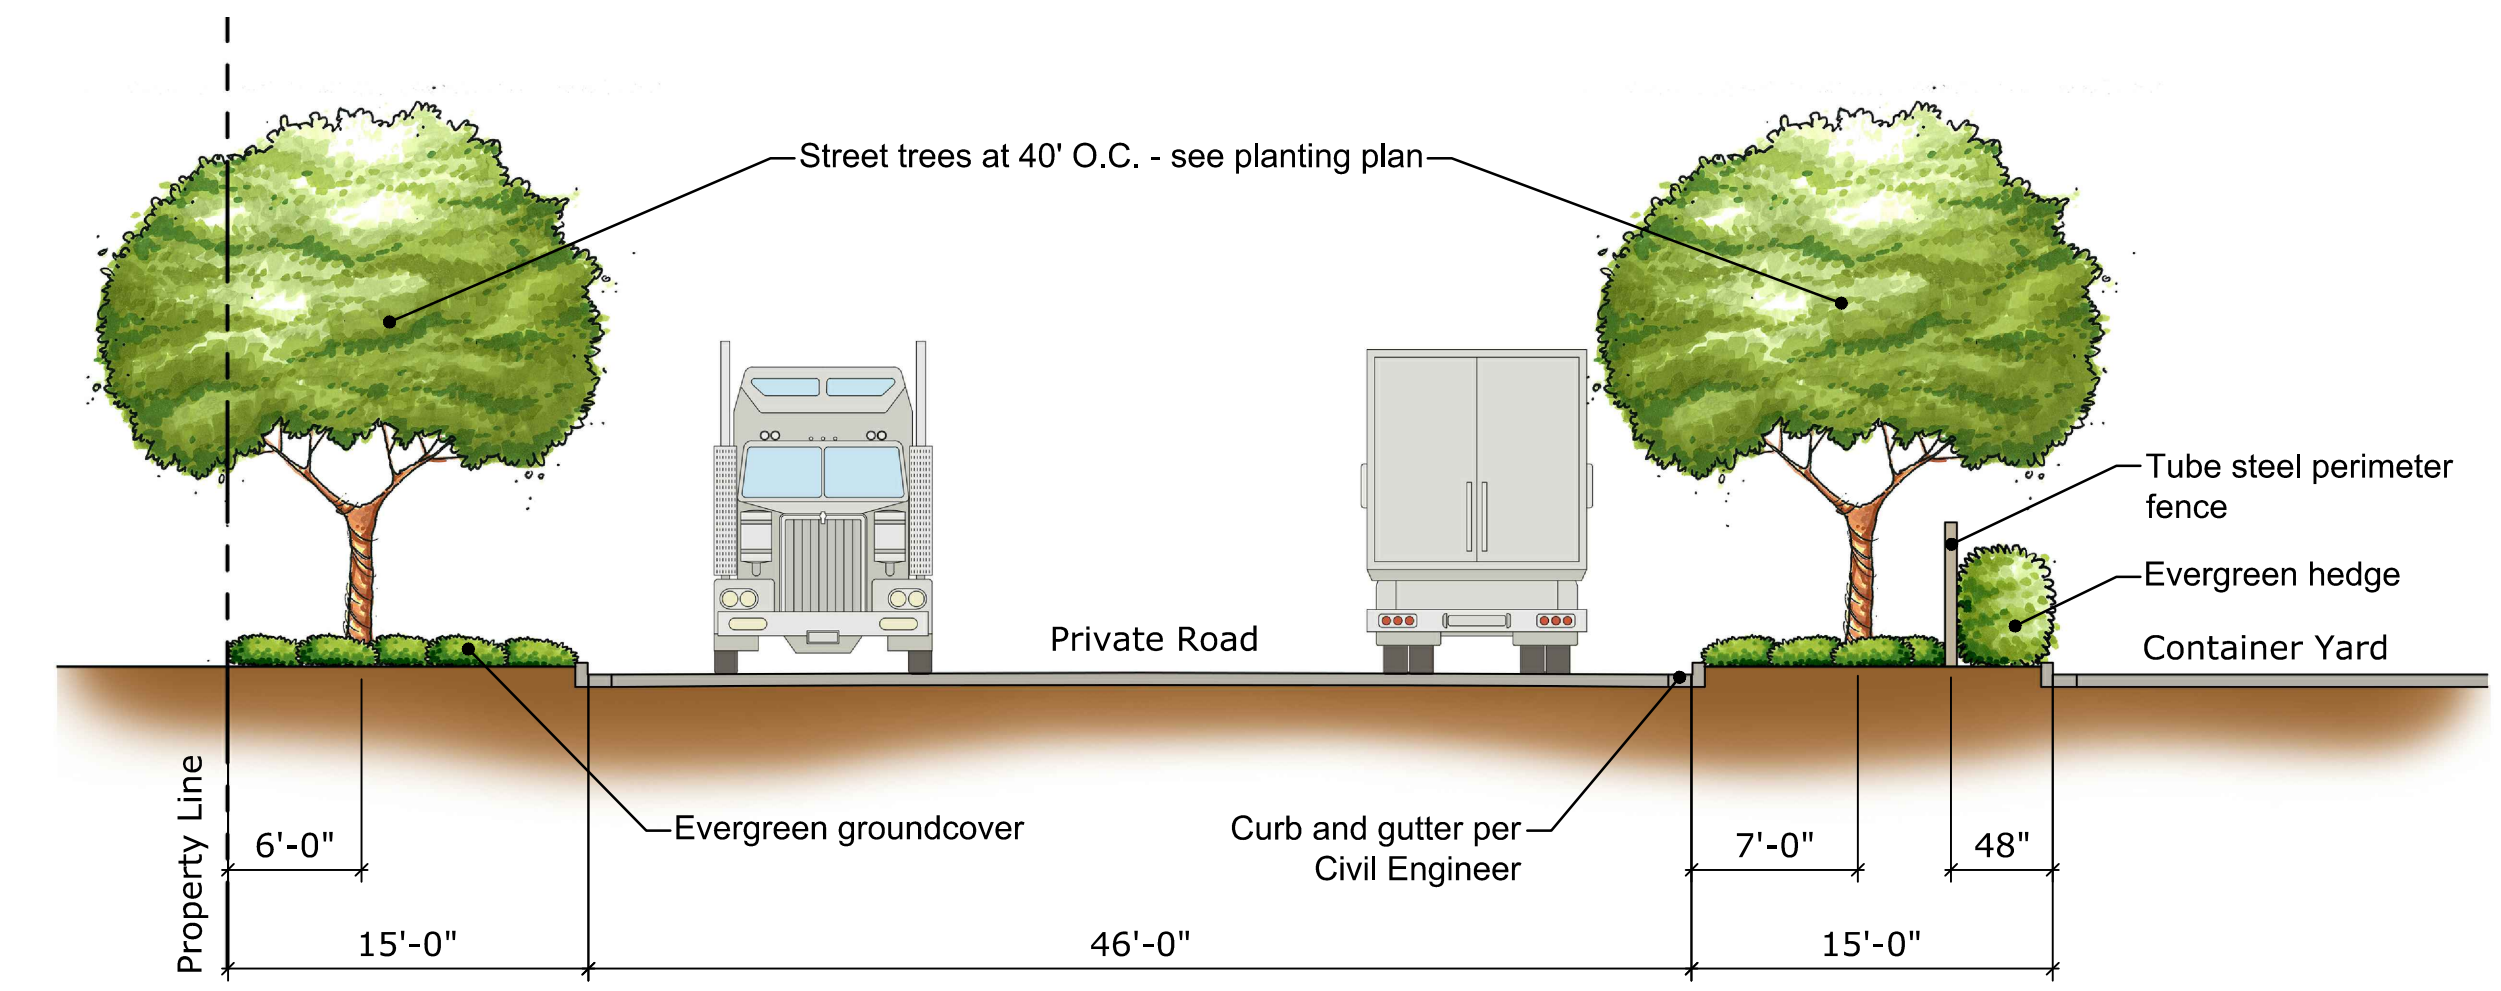 Street trees at 40' O.C. - see planting plan
Tube steel perimeter
fence
Evergreen hedge
Private Road
Container Yard
Property Line
Evergreen groundcover
Curb and gutter per
Civil Engineer
6'-0"
7'-0"
48"
15'-0"
46'-0"
15'-0"